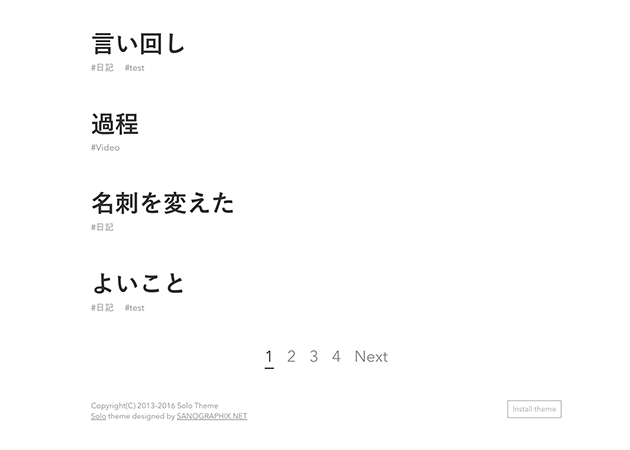 言い回し
#日記 #test
過程
#Video
名刺を変えた
#日記
よいこと
#日記 #test
1 2 3 4 Next
Copyright(C) 2013-2016 Solo Theme
Solo theme designed by SANOGRAPHIX.NET
Install theme